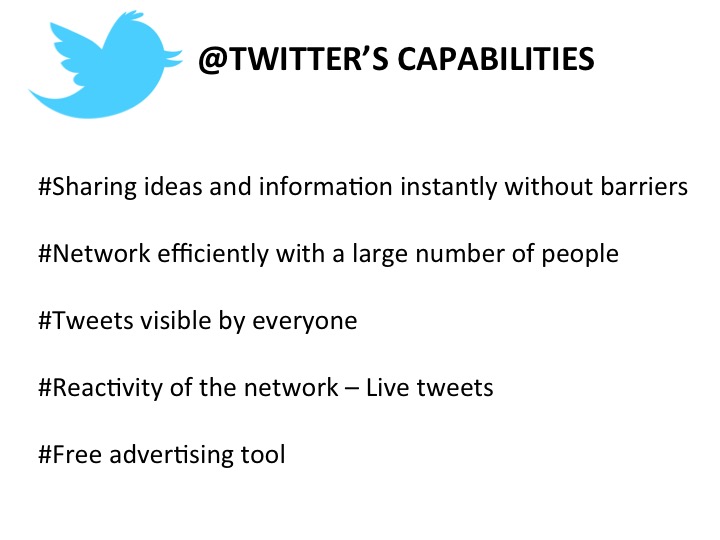 @TWITTER’S CAPABILITIES
#Sharing ideas and information instantly without barriers
#Network efficiently with a large number of people
#Tweets visible by everyone
#Reactivity of the network – Live tweets
#Free advertising tool